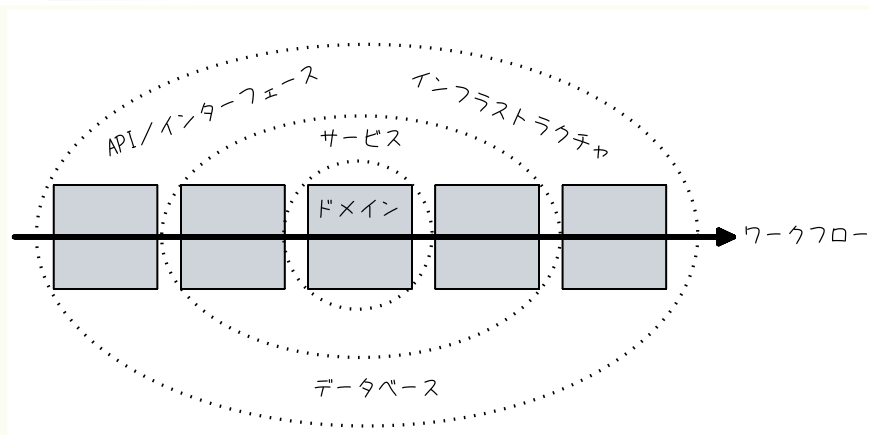 API/インターフェース
インフラストラクチャ
サービス
ドメイン
ワークフロー
データベース